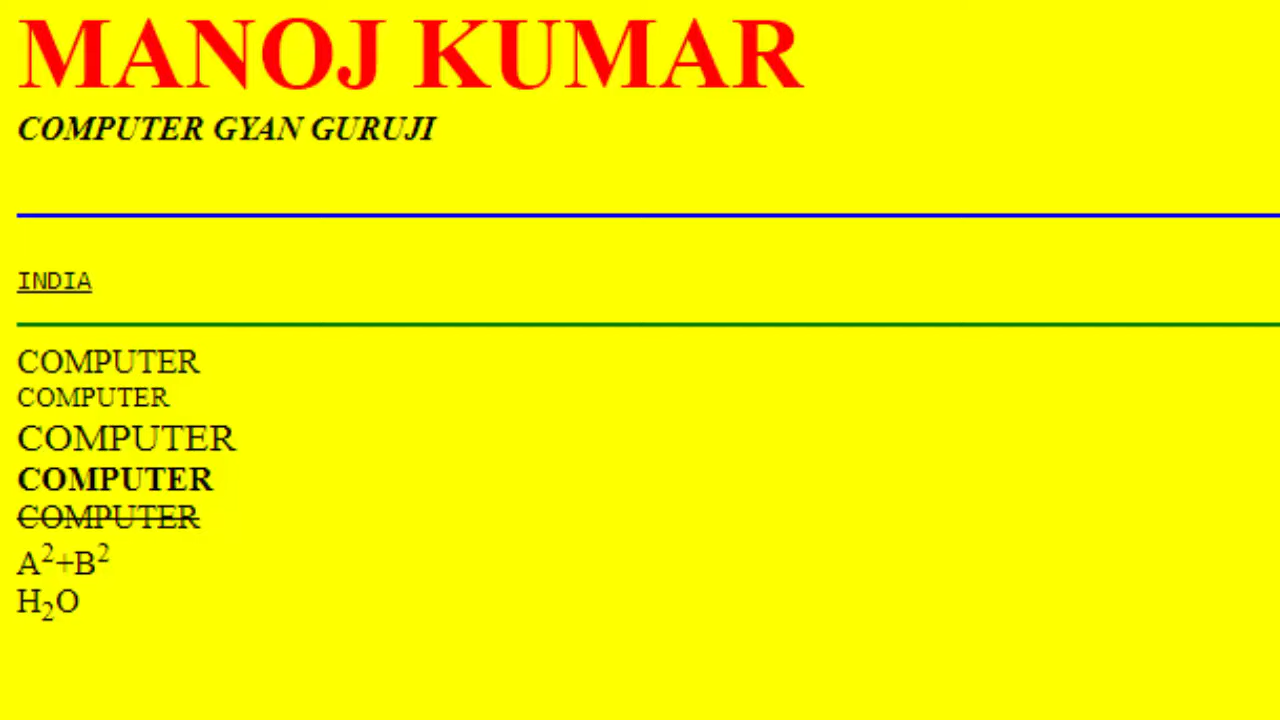 MANOJ KUMAR
COMPUTER GYAN GURUJI
INDIA
COMPUTER
COMPUTER
COMPUTER
COMPUTER
COMPUTER
A²+B²
H₂O